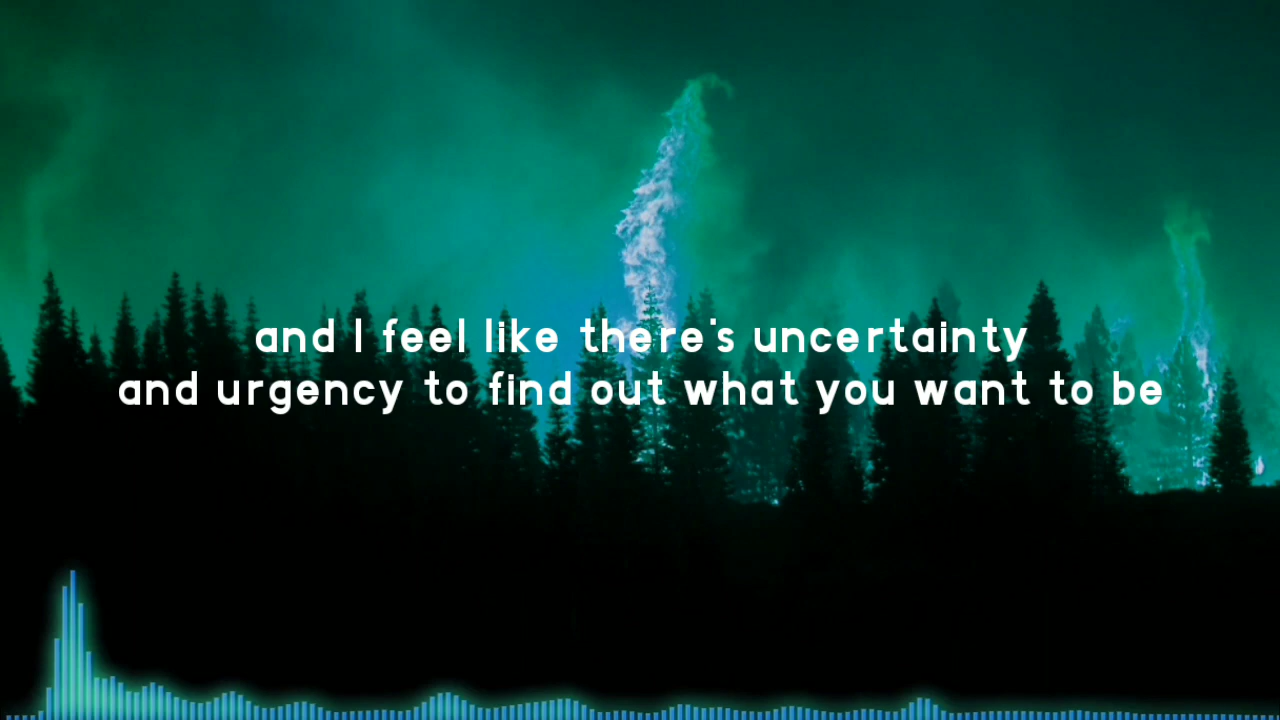 and I feel like there's uncertainty
and urgency to find out what you want to be